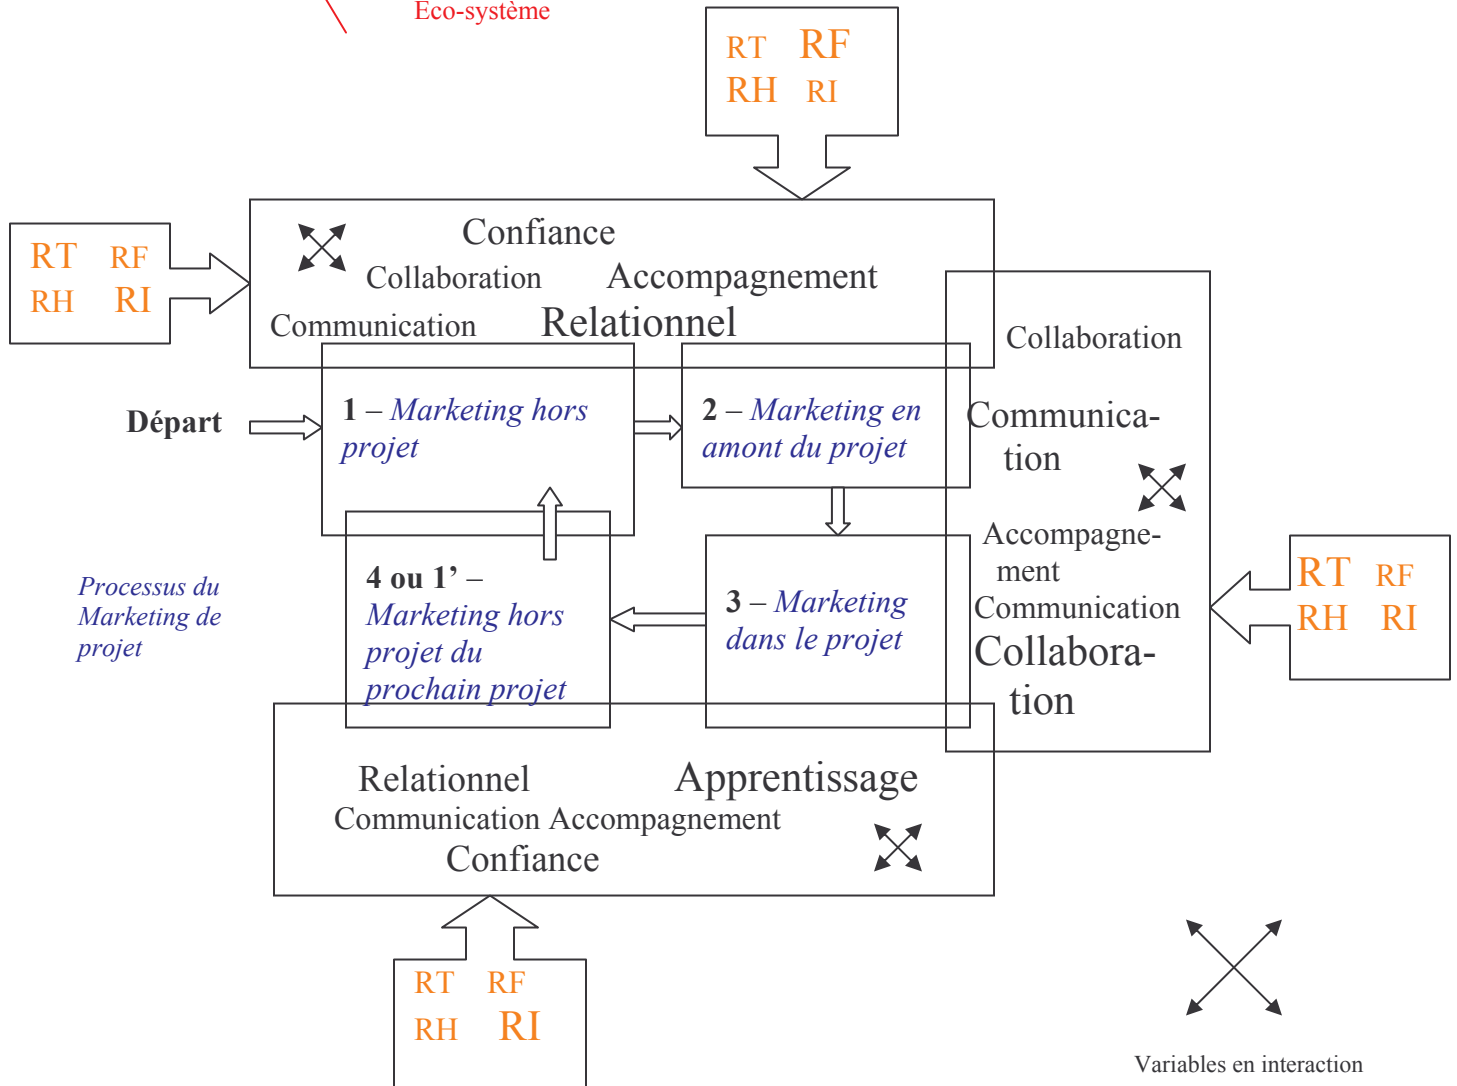 Eco-système
RT RF
RH RI
RT RF
RH RI
Confiance
Collaboration Accompagnement
Communication Relationnel
Départ
1 – Marketing hors
projet
2 – Marketing en
amont du projet
Collaboration
Communica-
tion
Accompagne-
ment
Communication
Collabora-
tion
RT RF
RH RI
Processus du
Marketing de
projet
4 ou 1’ –
Marketing hors
projet du
prochain projet
3 – Marketing
dans le projet
Relationnel Apprentissage
Communication Accompagnement
Confiance
RT RF
RH RI
Variables en interaction